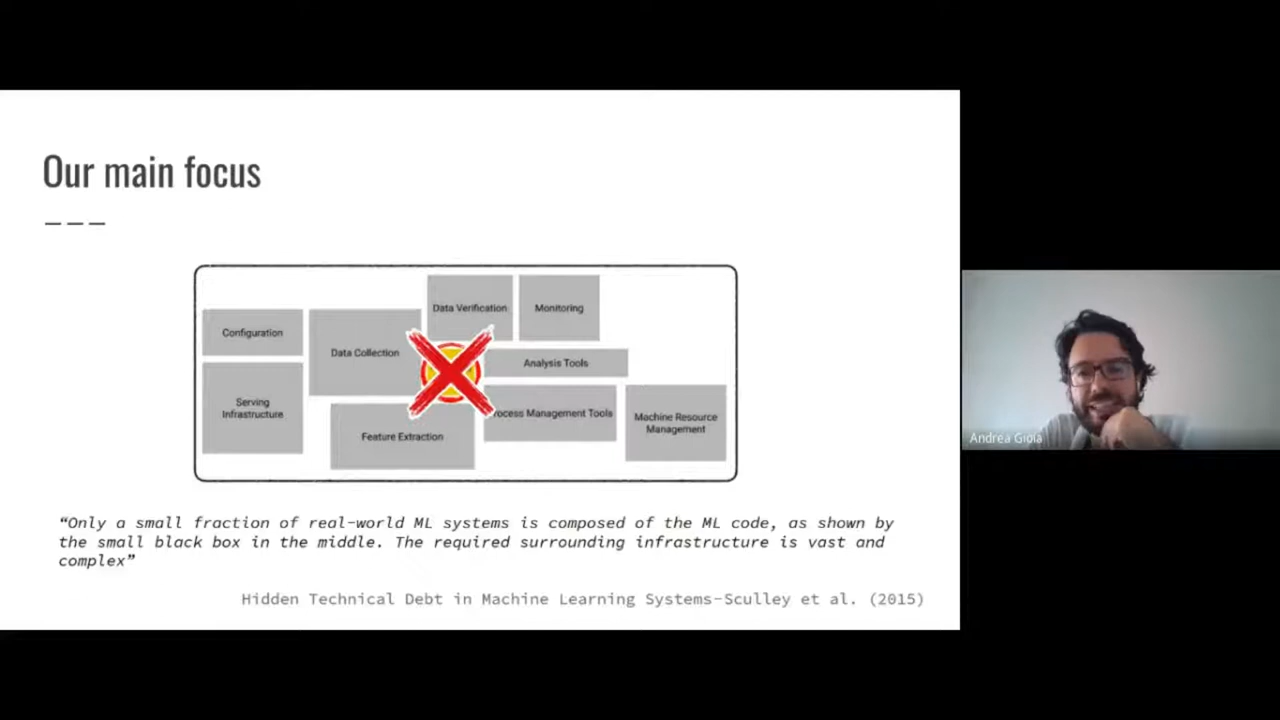 Our main focus
Data Verification
Monitoring
Configuration
Data Collection
Analysis Tools
Serving
Infrastructure
Feature Extraction
Management Tools
Machine Resource
Management
“Only a small fraction of real-world ML systems is composed of the ML code, as shown by
the small black box in the middle. The required surrounding infrastructure is vast and
complex”
Hidden Technical Debt in Machine Learning Systems-Sculley et al. (2015)
Andrea Gioia